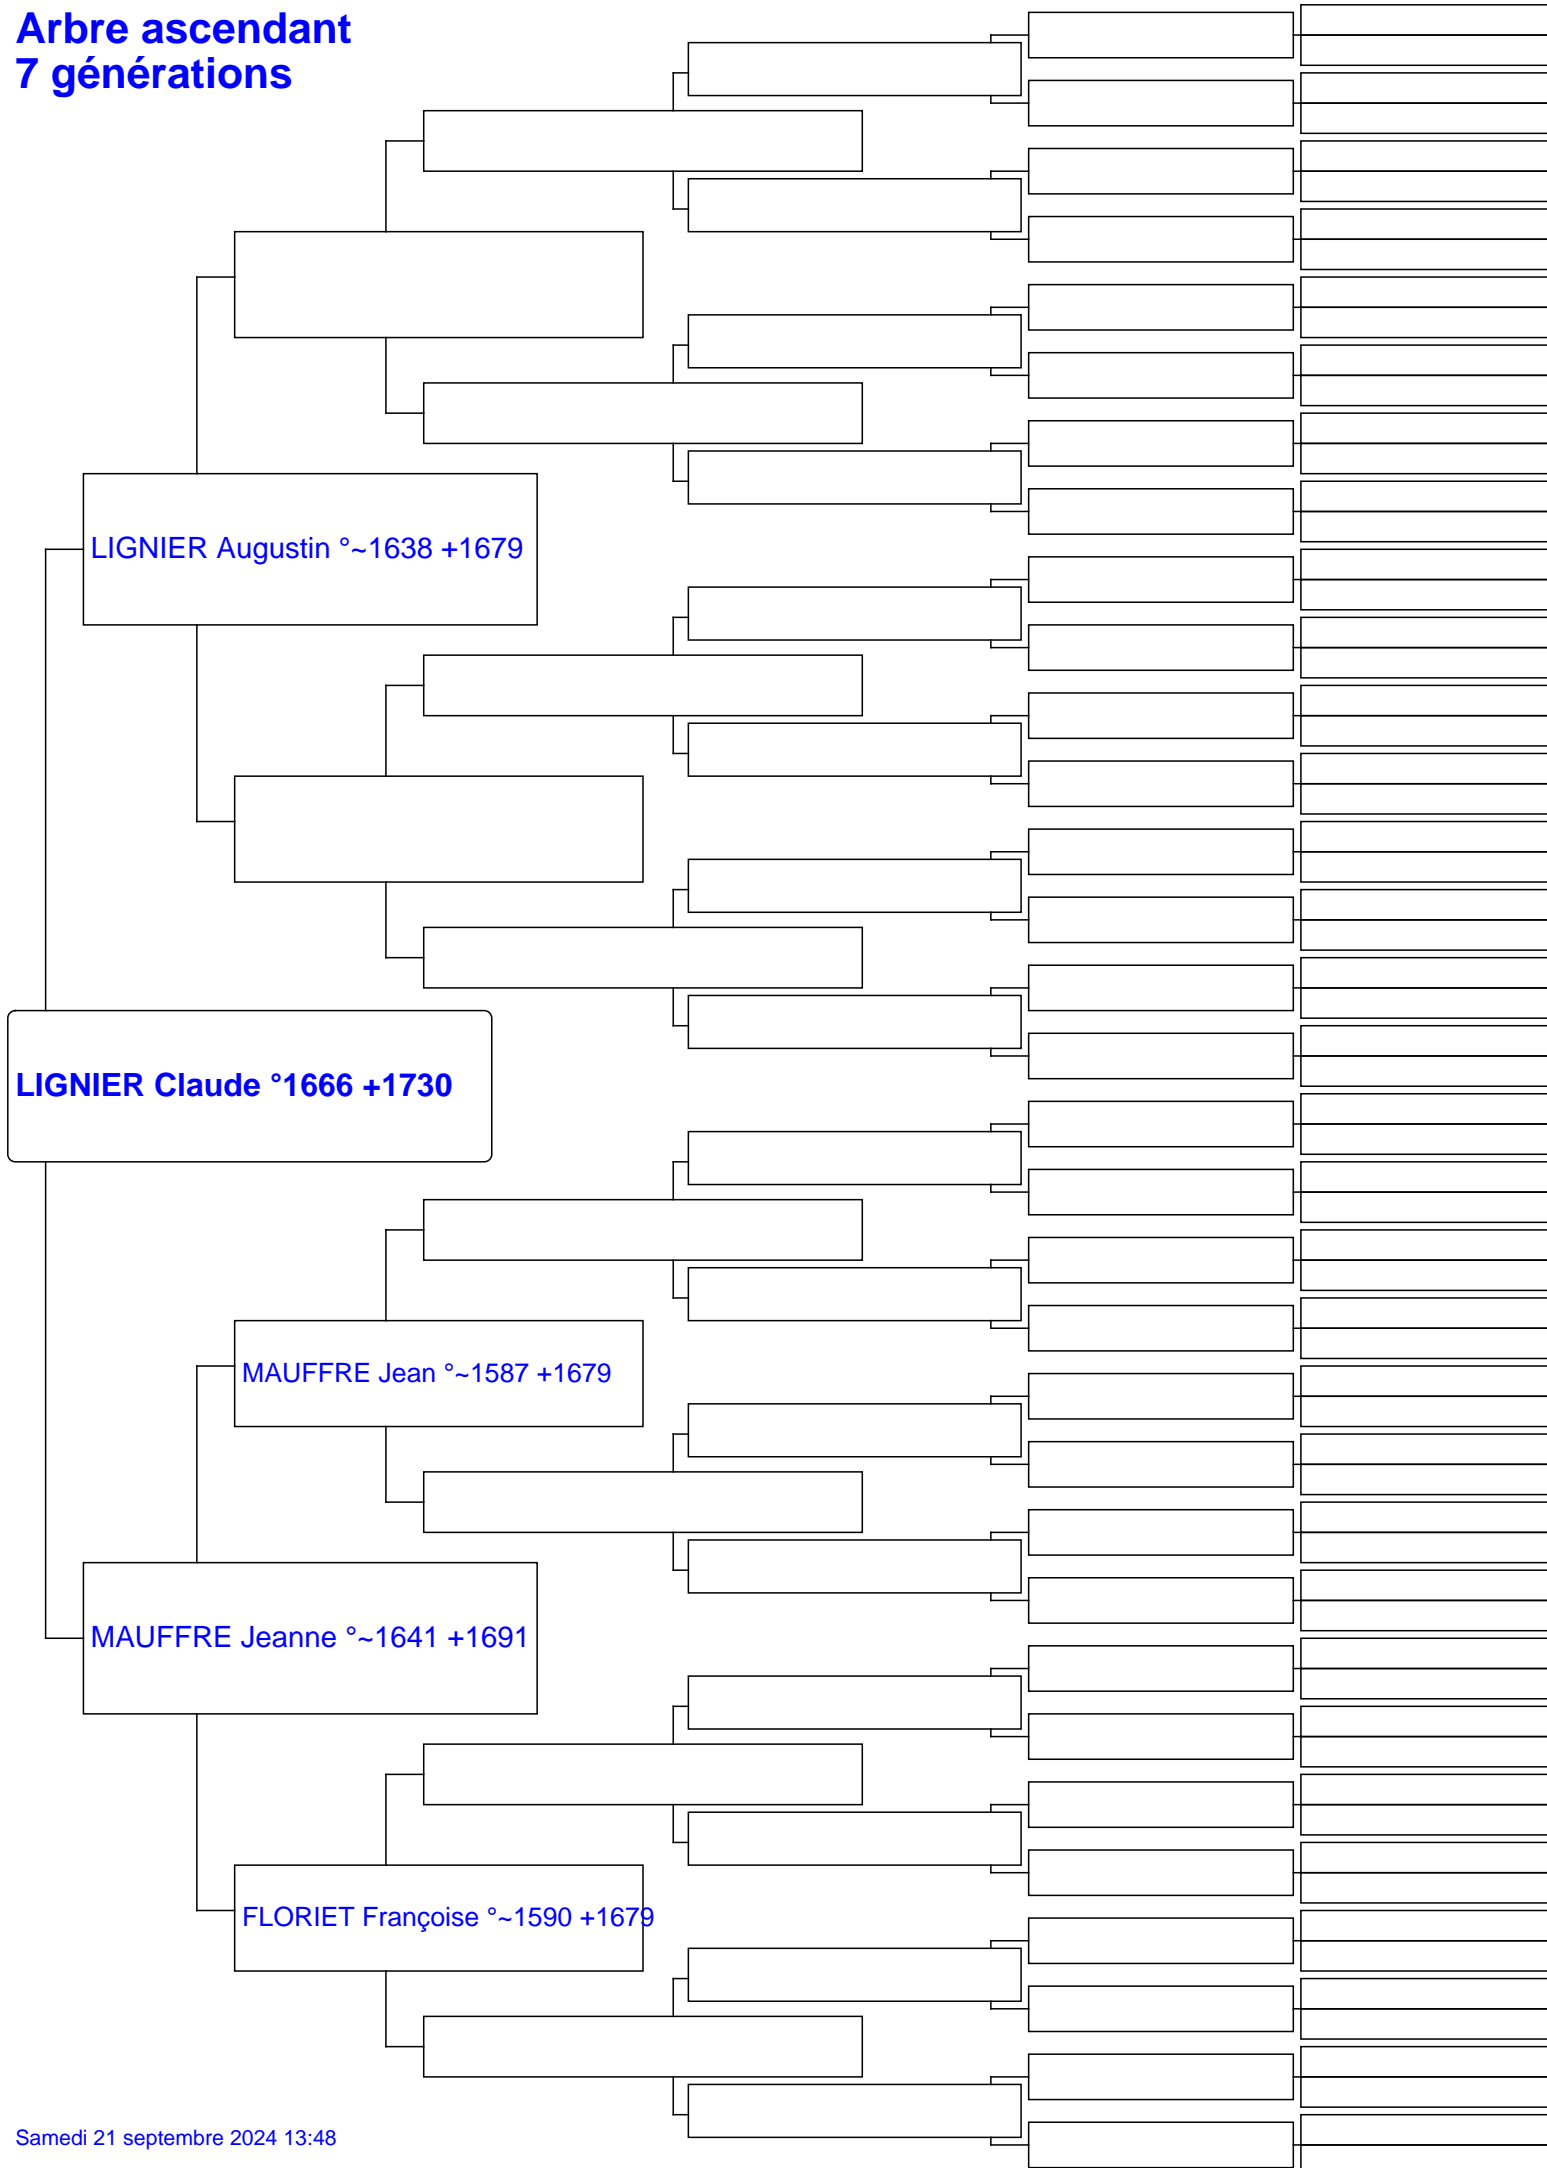 Arbre ascendant
7 générations
LIGNIER Augustin °~1638 +1679
LIGNIER Claude °1666 +1730
MAUFFRE Jean °~1587 +1679
MAUFFRE Jeanne °~1641 +1691
FLORIET Françoise °~1590 +1679
Samedi 21 septembre 2024 13:48